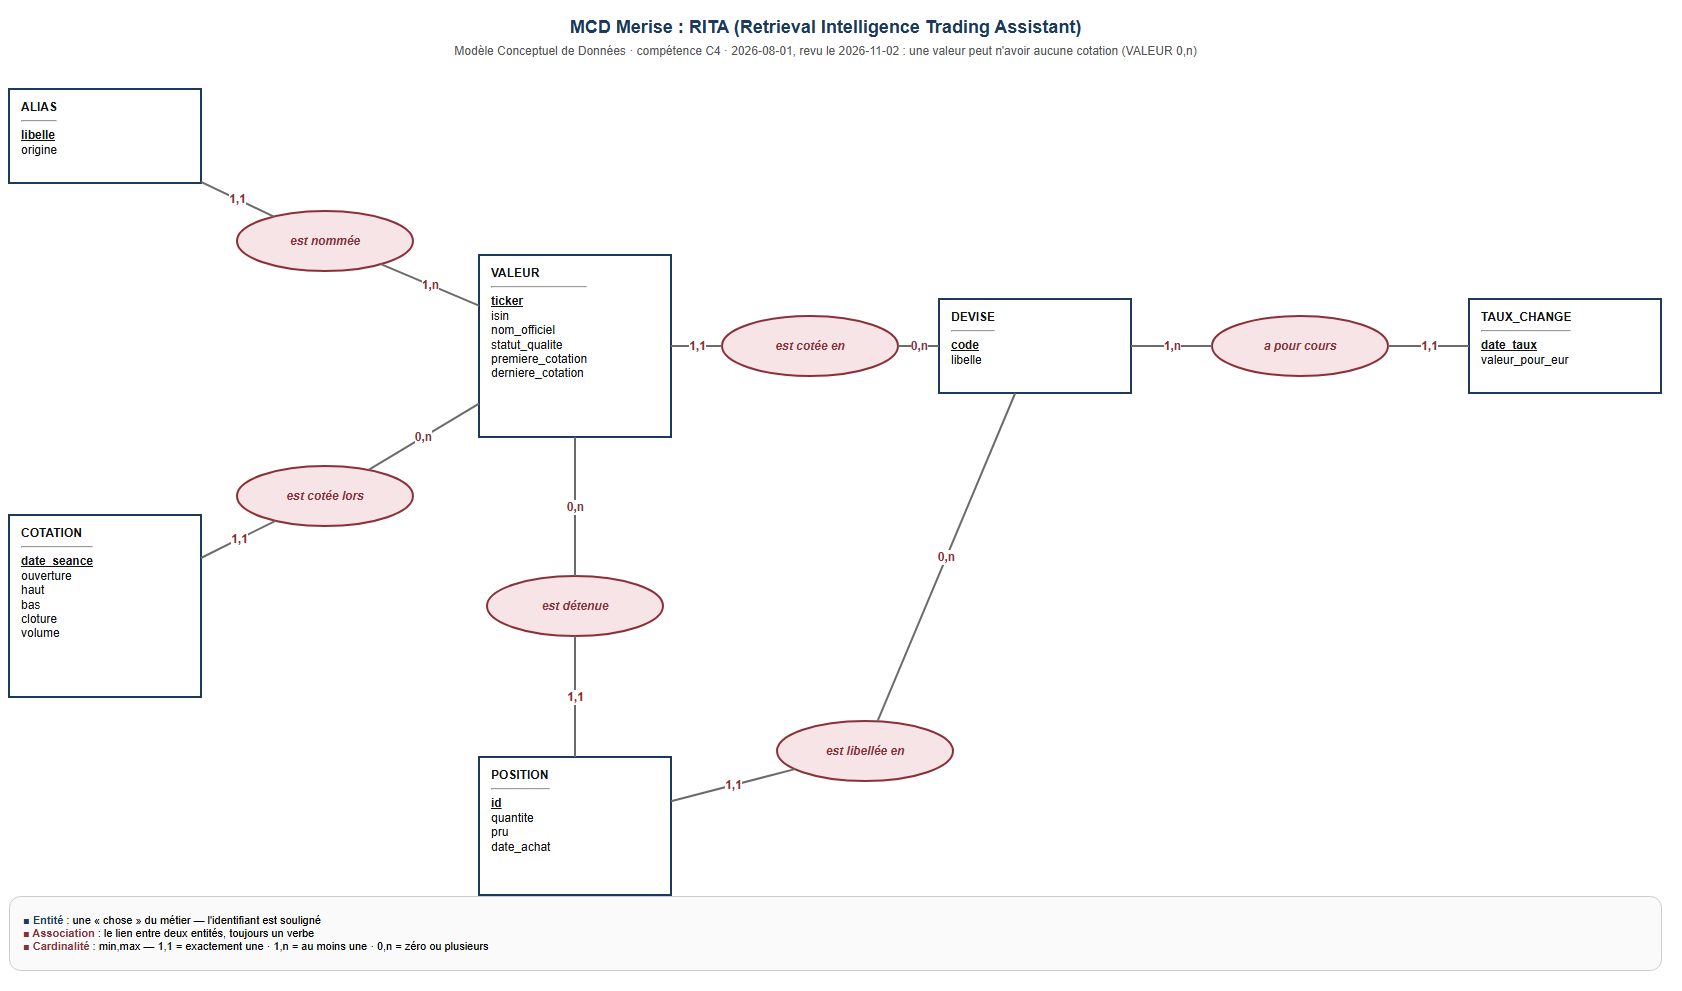 MCD Merise : RITA (Retrieval Intelligence Trading Assistant)
Modèle Conceptuel de Données · compétence C4 · 2026-08-01, revu le 2026-11-02 : une valeur peut n'avoir aucune cotation (VALEUR 0,n)
ALIAS
libelle
origine
1,1
est nommée
1,n
VALEUR
ticker
isin
nom_officiel
statut_qualite
premiere_cotation
derniere_cotation
1,1
est cotée en
0,n
DEVISE
code
libelle
1,n
a pour cours
1,1
TAUX_CHANGE
date_taux
valeur_pour_eur
0,n
est cotée lors
1,1
COTATION
date_seance
ouverture
haut
bas
cloture
volume
0,n
est détenue
1,1
0,n
est libellée en
1,1
POSITION
id
quantite
pru
date_achat
■ Entité : une « chose » du métier — l'identifiant est souligné
■ Association : le lien entre deux entités, toujours un verbe
■ Cardinalité : min,max — 1,1 = exactement une · 1,n = au moins une · 0,n = zéro ou plusieurs